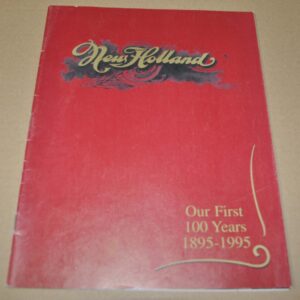 New Holland
Our First
100 Years
1895-1995